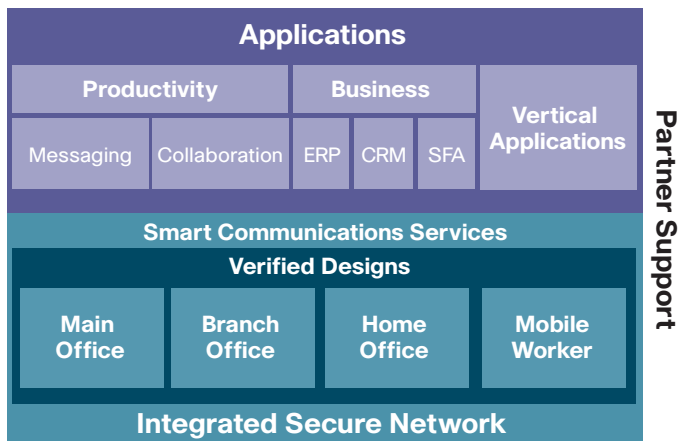 Applications
Productivity
Business
Vertical
Applications
Messaging
Collaboration
ERP
CRM
SFA
Smart Communications Services
Verified Designs
Main
Office
Branch
Office
Home
Office
Mobile
Worker
Integrated Secure Network
Partner Support